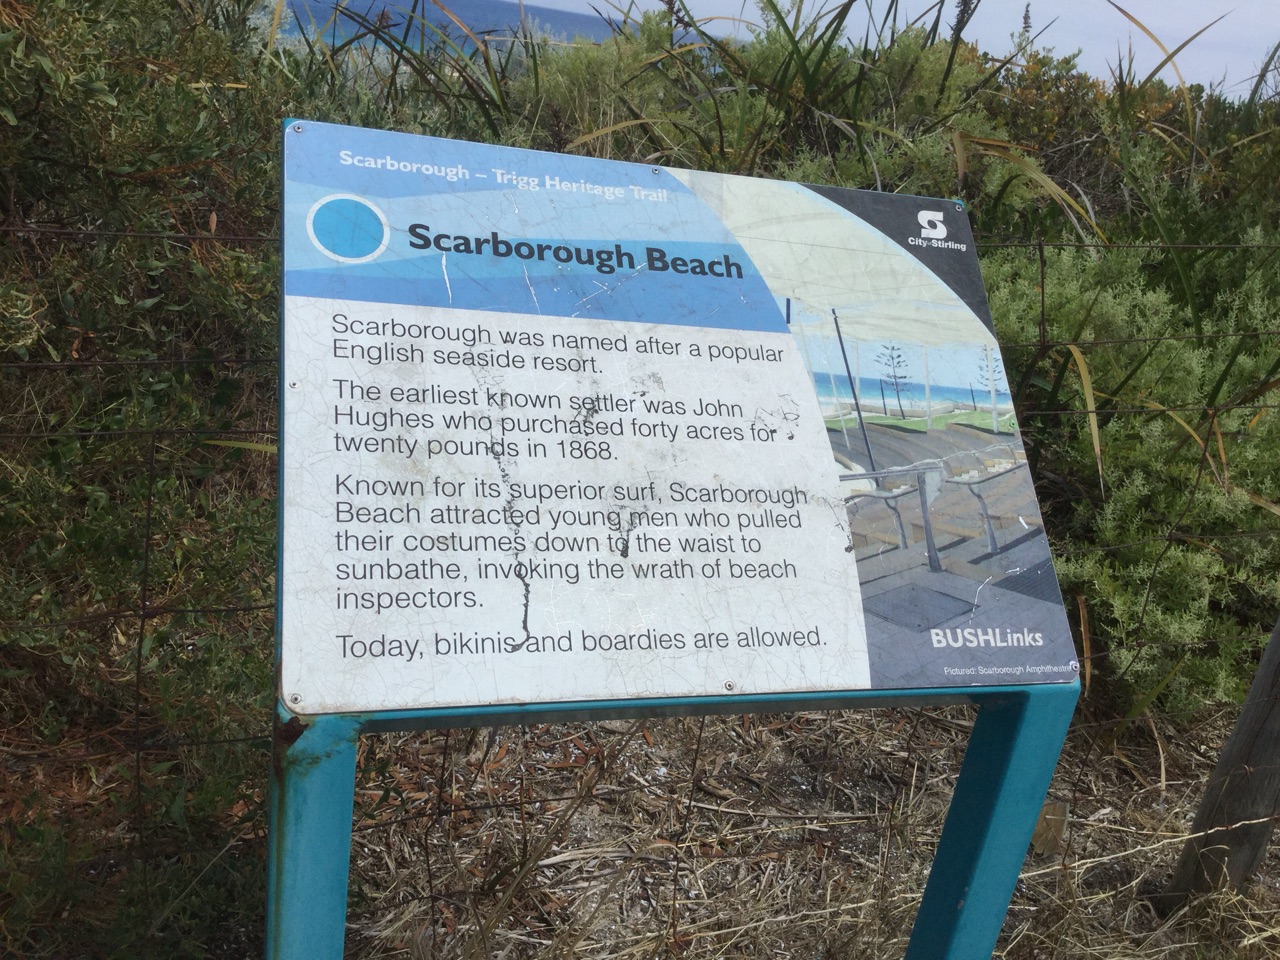 Scarborough – Trigg Heritage Trail
Scarborough Beach
City of Stirling
Scarborough was named after a popular
English seaside resort.
The earliest known settler was John
Hughes who purchased forty acres for
twenty pounds in 1868.
Known for its superior surf, Scarborough
Beach attracted young men who pulled
their costumes down to the waist to
sunbathe, invoking the wrath of beach
inspectors.
Today, bikinis and boardies are allowed.
BUSHLinks
Pictured: Scarborough Amphitheatre